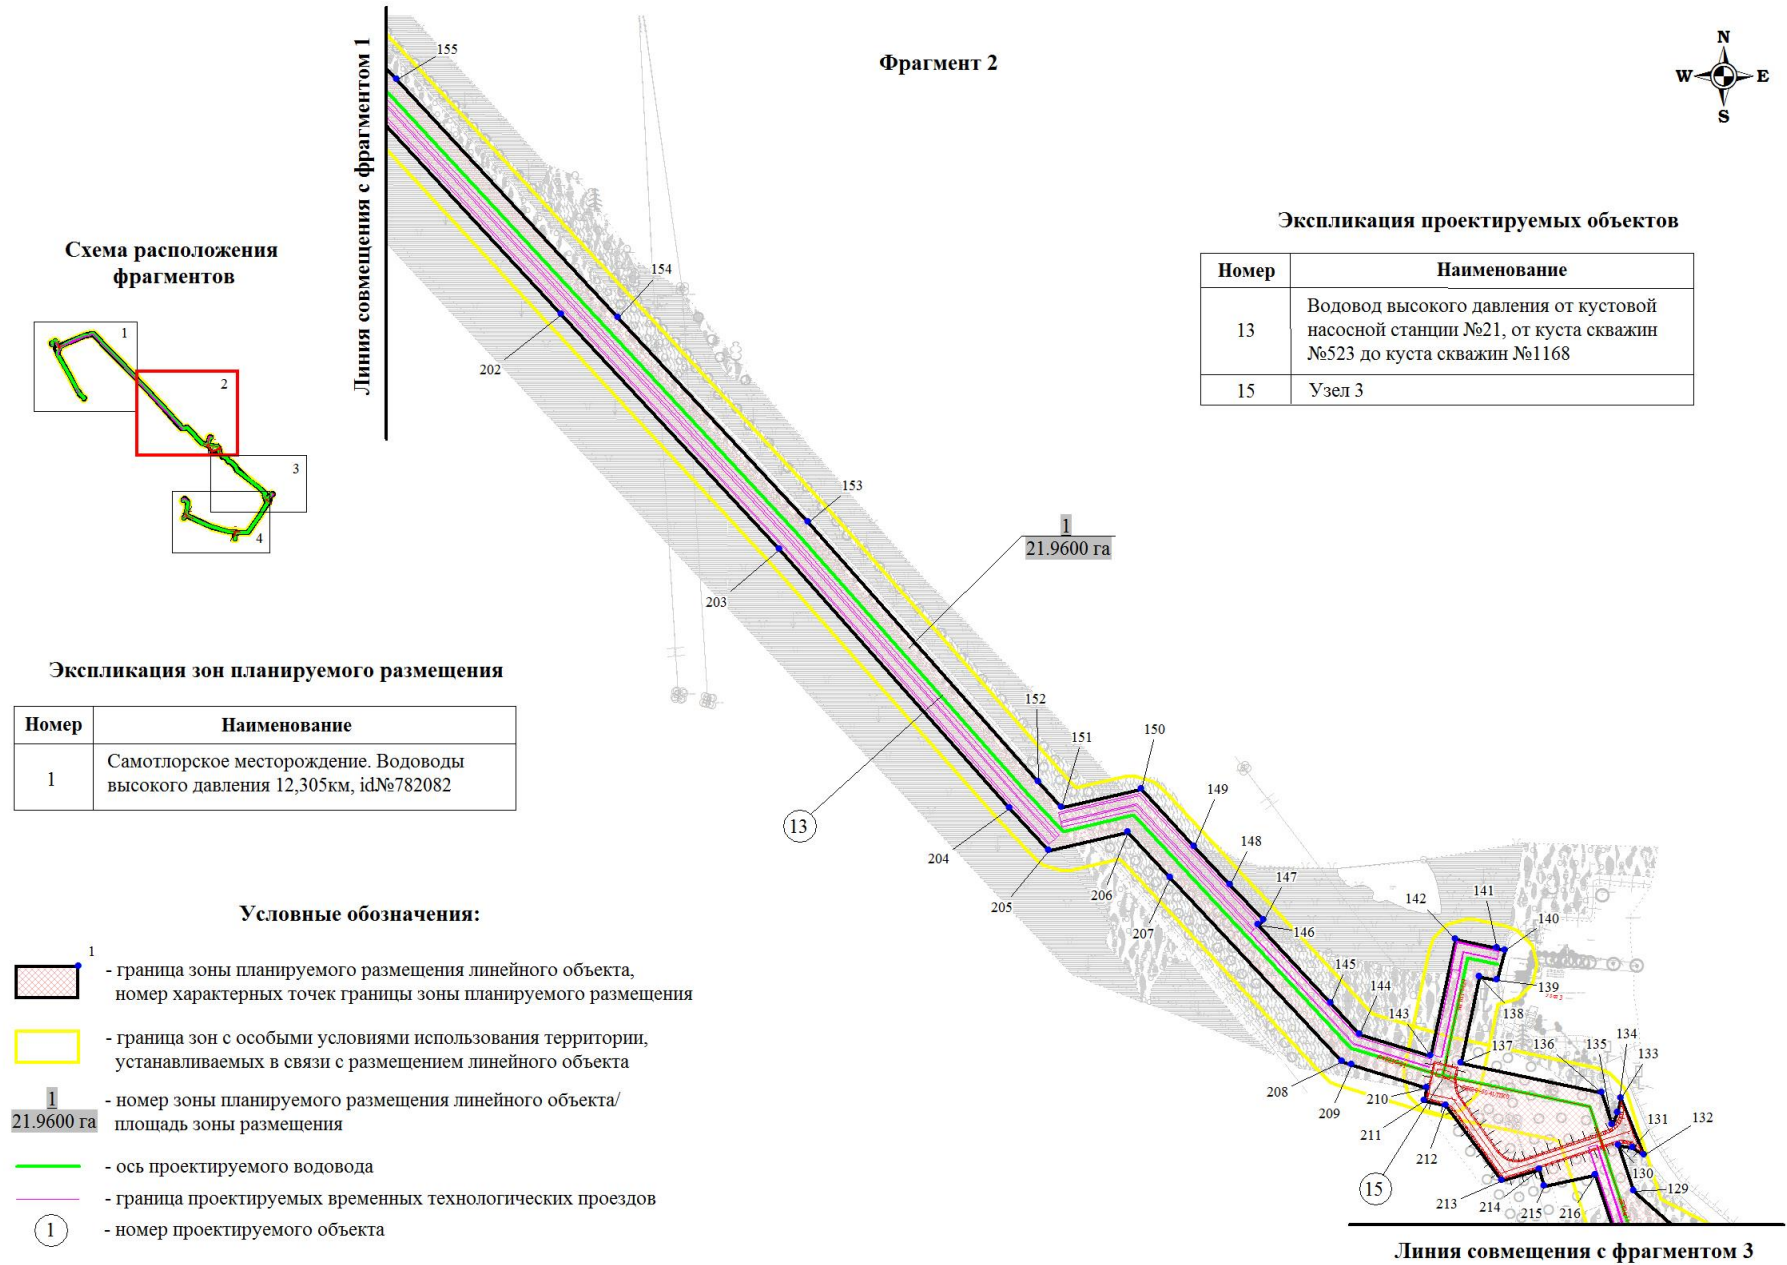 Фрагмент 2
N
W E
S
Линия совмещения с фрагментом 1
Схема расположения
фрагментов
1
2
3
4
Экспликация проектируемых объектов
Номер Наименование
13 Водовод высокого давления от кустовой
насосной станции №21, от куста скважин
№523 до куста скважин №1168
15 Узел 3
155
154
202
153
203
1
21.9600 га
152
151
150
13
149
204
148
205
206
147
207
146
142
141
140
145
144
143
139
138
208
209
210
137
136
135
134
133
211
212
131
132
130
15
213
214
215
216
129
Экспликация зон планируемого размещения
Номер Наименование
1 Самотлорское месторождение. Водоводы
высокого давления 12,305км, id№782082
Условные обозначения:
1
- граница зоны планируемого размещения линейного объекта,
номер характерных точек границы зоны планируемого размещения
- граница зон с особыми условиями использования территории,
устанавливаемых в связи с размещением линейного объекта
1
21.9600 га
- номер зоны планируемого размещения линейного объекта/
площадь зоны размещения
- ось проектируемого водовода
- граница проектируемых временных технологических проездов
1 - номер проектируемого объекта
Линия совмещения с фрагментом 3